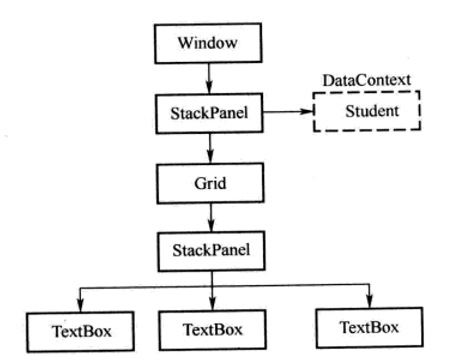 Window
DataContext
StackPanel
Student
Grid
StackPanel
TextBox
TextBox
TextBox